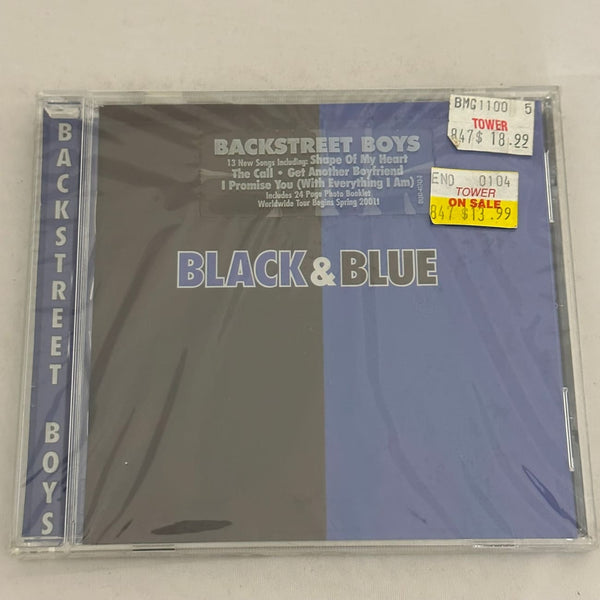 BACKSTREET BOYS
BMG1100 5
TOWER
847$ 18.99
BACKSTREET BOYS
13 New Songs Including: Shape Of My Heart
The Call • Get Another Boyfriend
I Promise You (With Everything I Am)
Includes 24 Page Photo Booklet
Worldwide Tour Begins Spring 2001!
END 0104
TOWER
ON SALE
847 $13.99
BLACK & BLUE